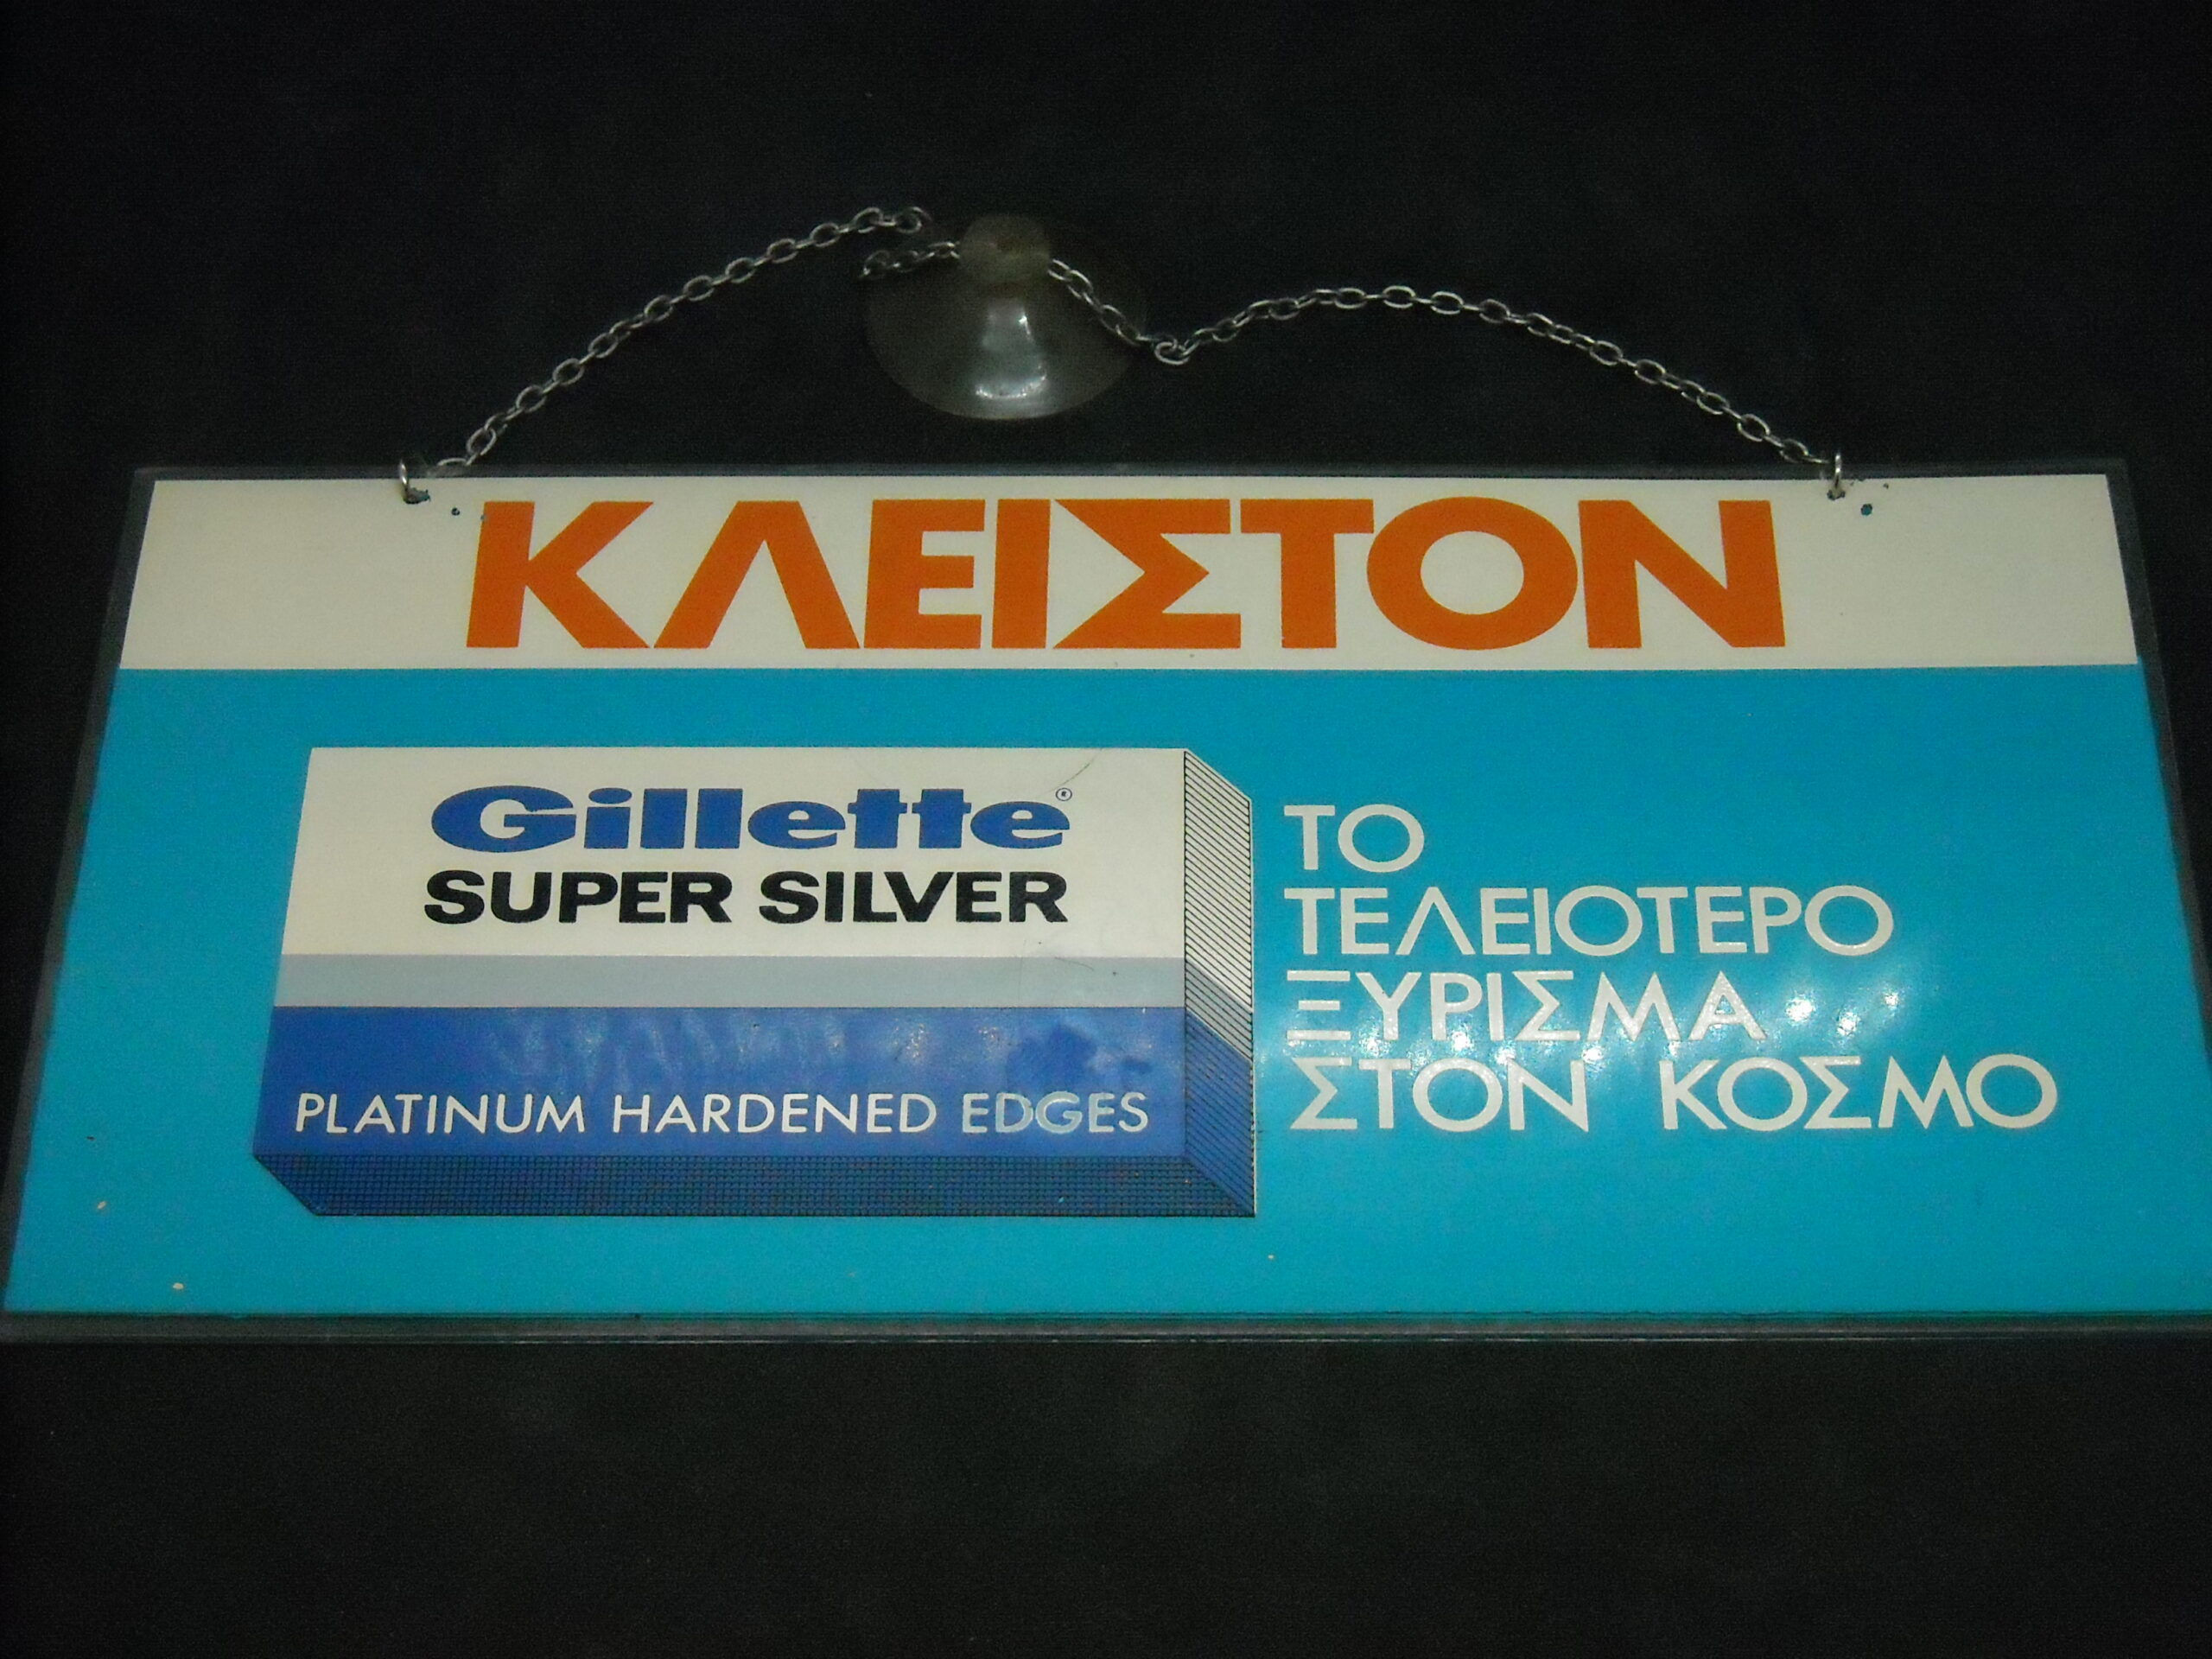 ΚΛΕΙΣΤΟΝ
Gillette®
SUPER SILVER
PLATINUM HARDENED EDGES
ΤΟ
ΤΕΛΕΙΟΤΕΡΟ
ΞΥΡΙΣΜΑ
ΣΤΟΝ ΚΟΣΜΟ